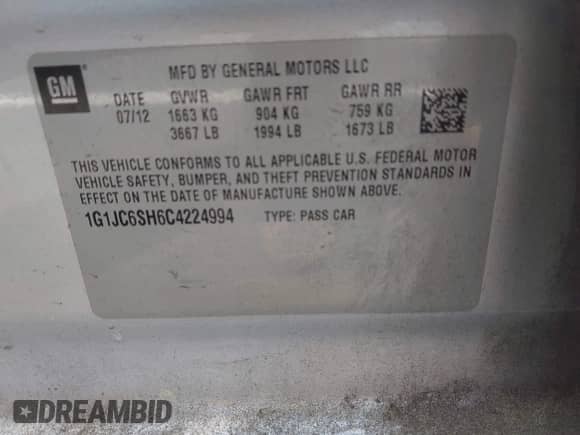 GM ®
MFD BY GENERAL MOTORS LLC
DATE GVWR GAWR FRT GAWR RR
07/12 1663 KG 904 KG 759 KG
3667 LB 1994 LB 1673 LB
THIS VEHICLE CONFORMS TO ALL APPLICABLE U.S. FEDERAL MOTOR
VEHICLE SAFETY, BUMPER, AND THEFT PREVENTION STANDARDS IN
EFFECT ON THE DATE OF MANUFACTURE SHOWN ABOVE.
1G1JC6SH6C4224994 TYPE: PASS CAR
DREAMBID